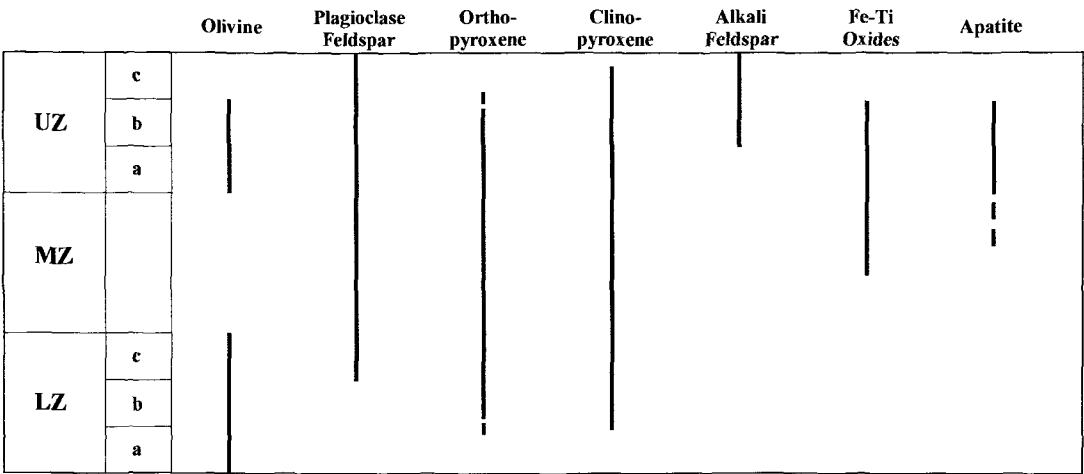 Olivine
Plagioclase
Feldspar
Ortho-
pyroxene
Clino-
pyroxene
Alkali
Feldspar
Fe-Ti
Oxides
Apatite
UZ
c
b
a
MZ
LZ
c
b
a